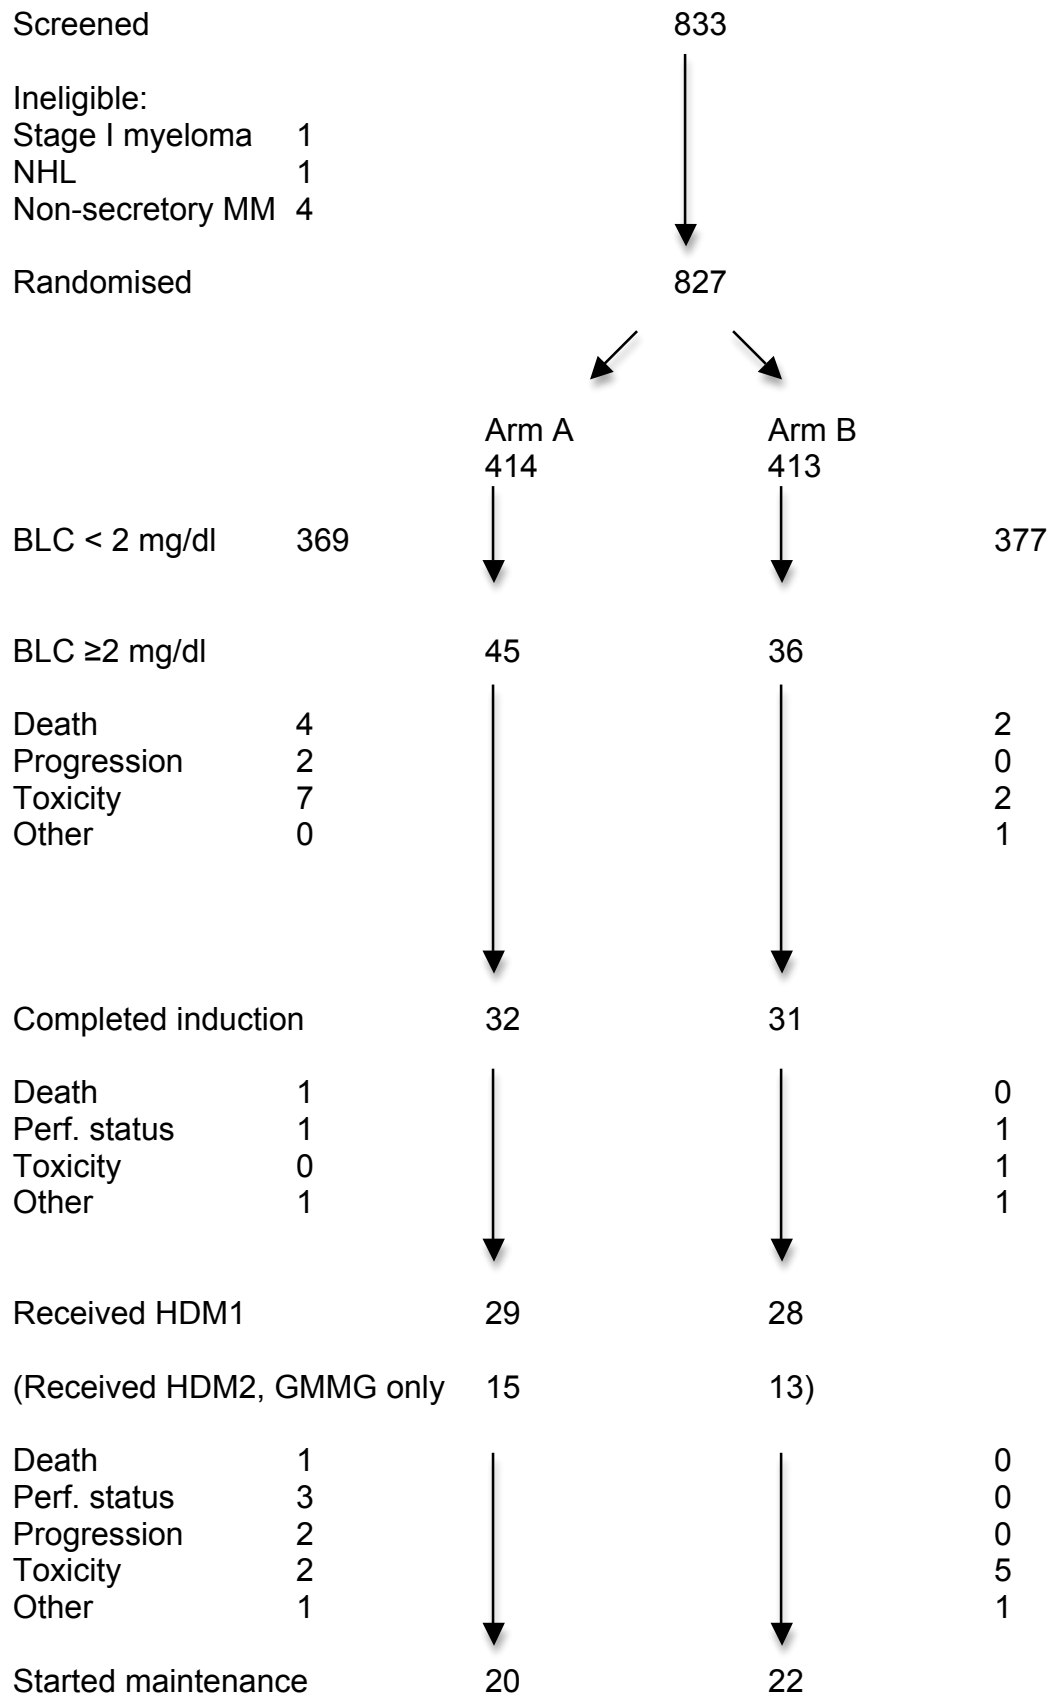 Screened 833
Ineligible:
Stage I myeloma 1
NHL 1
Non-secretory MM 4
Randomised 827
Arm A Arm B
414 413
BLC < 2 mg/dl 369 377
BLC ≥2 mg/dl 45 36
Death 4 2
Progression 2 0
Toxicity 7 2
Other 0 1
Completed induction 32 31
Death 1 0
Perf. status 1 1
Toxicity 0 1
Other 1 1
Received HDM1 29 28
(Received HDM2, GMMG only 15 13)
Death 1 0
Perf. status 3 0
Progression 2 0
Toxicity 2 5
Other 1 1
Started maintenance 20 22